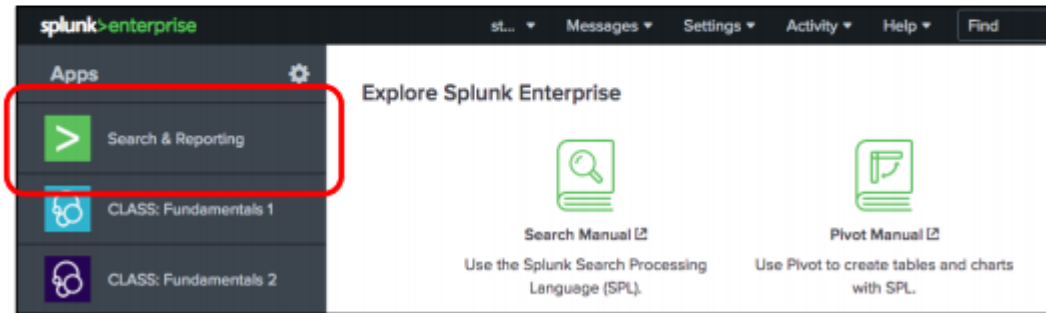 splunk>enterprise st... Messages Settings Activity Help Find
Apps
Explore Splunk Enterprise
Search & Reporting
CLASS: Fundamentals 1
CLASS: Fundamentals 2
Search Manual
Use the Splunk Search Processing
Language (SPL).
Pivot Manual
Use Pivot to create tables and charts
with SPL.